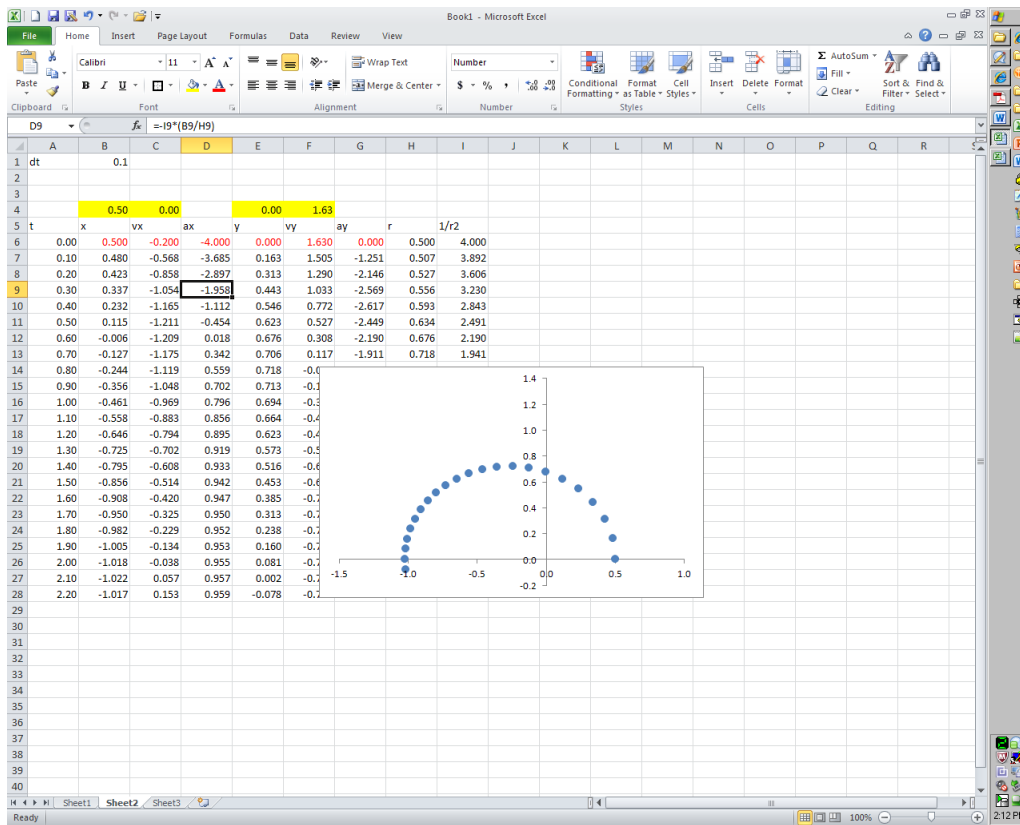 Book1 - Microsoft Excel
File Home Insert Page Layout Formulas Data Review View
Paste Calibri 11 A A Wrap Text Number AutoSum
Fill
Clear
B I U A Merge & Center $ % , Conditional Formatting Format as Table Cell Styles Insert Delete Format Sort & Filter Find & Select
Clipboard Font Alignment Number Styles Cells Editing
D9 fx =-I9*(B9/H9)
A B C D E F G H I J K L M N O P Q R S
1 dt 0.1
2
3
4 0.50 0.00 0.00 1.63
5 t x vx ax y vy ay r 1/r2
6 0.00 0.500 -0.200 -4.000 0.000 1.630 0.000 0.500 4.000
7 0.10 0.480 -0.568 -3.685 0.163 1.505 -1.251 0.507 3.892
8 0.20 0.423 -0.858 -2.897 0.313 1.290 -2.146 0.527 3.606
9 0.30 0.337 -1.054 -1.958 0.443 1.033 -2.569 0.556 3.230
10 0.40 0.232 -1.165 -1.112 0.546 0.772 -2.617 0.593 2.843
11 0.50 0.115 -1.211 -0.454 0.623 0.527 -2.449 0.634 2.491
12 0.60 -0.006 -1.209 0.018 0.676 0.308 -2.190 0.676 2.190
13 0.70 -0.127 -1.175 0.342 0.706 0.117 -1.911 0.718 1.941
14 0.80 -0.244 -1.119 0.559 0.718
15 0.90 -0.356 -1.048 0.702 0.713
16 1.00 -0.461 -0.969 0.796 0.694
17 1.10 -0.558 -0.883 0.856 0.664
18 1.20 -0.646 -0.794 0.895 0.623
19 1.30 -0.725 -0.702 0.919 0.573
20 1.40 -0.795 -0.608 0.933 0.516
21 1.50 -0.856 -0.514 0.942 0.453
22 1.60 -0.908 -0.420 0.947 0.385
23 1.70 -0.950 -0.325 0.950 0.313
24 1.80 -0.982 -0.229 0.952 0.238
25 1.90 -1.005 -0.134 0.953 0.160
26 2.00 -1.018 -0.038 0.955 0.081
27 2.10 -1.022 0.057 0.957 0.002
28 2.20 -1.017 0.153 0.959 -0.078
29
30
31
32
33
34
35
36
37
38
39
40
1.4
1.2
1.0
0.8
0.6
0.4
0.2
0.0
-0.2
-1.5 -1.0 -0.5 0.0 0.5 1.0
Sheet1 Sheet2 Sheet3
Ready 100%
2:12 P